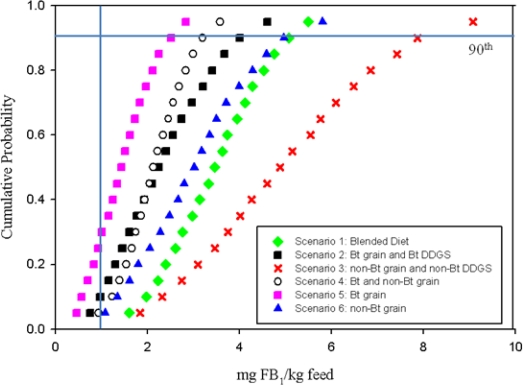 1.0
90th
0.8
0.6
0.4
0.2
0.0
Cumulative Probability
Scenario 1: Blended Diet
Scenario 2: Bt grain and Bt DDGS
Scenario 3: non-Bt grain and non-Bt DDGS
Scenario 4: Bt and non-Bt grain
Scenario 5: Bt grain
Scenario 6: non-Bt grain
0 2 4 6 8 10
mg FB1/kg feed